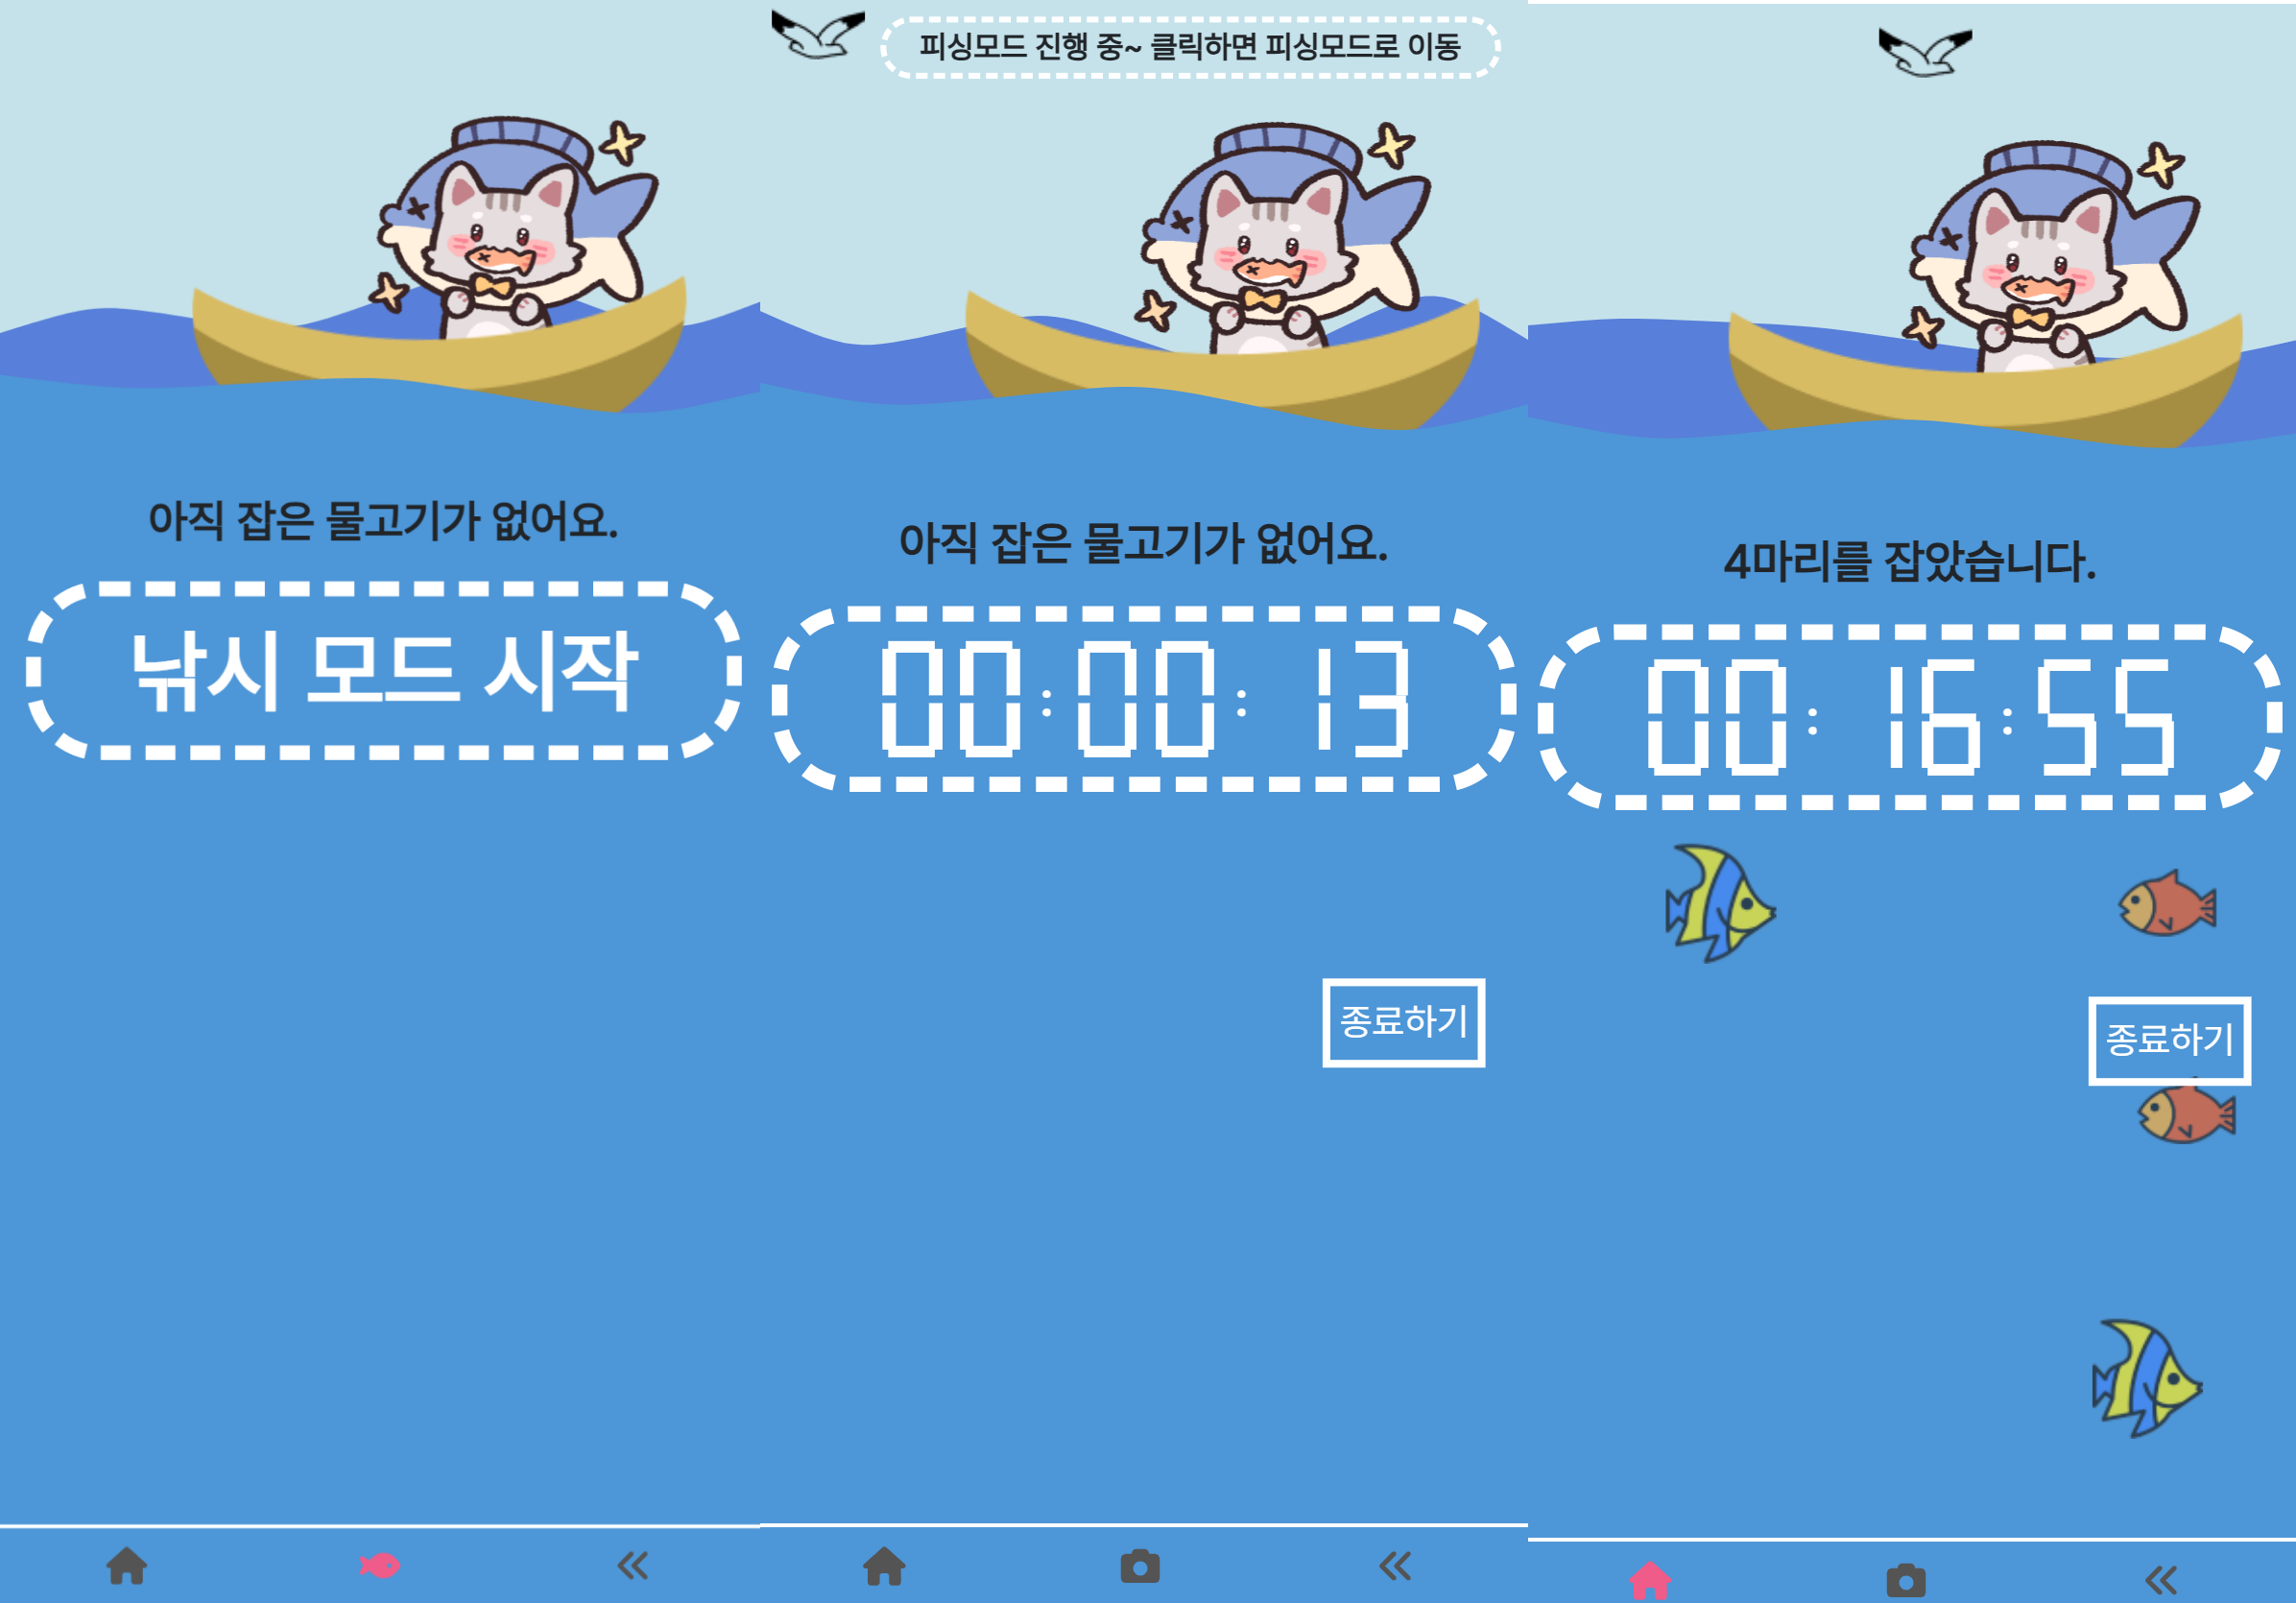 아직 잡은 물고기가 없어요.
낚시 모드 시작
피싱모드 진행 중~ 클릭하면 피싱모드로 이동
아직 잡은 물고기가 없어요.
00:00:13
종료하기
4마리를 잡았습니다.
00:16:55
종료하기